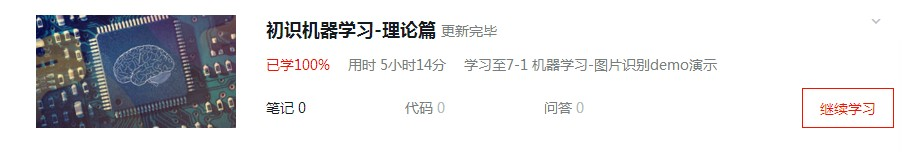 初识机器学习-理论篇 更新完毕
已学100% 用时 5小时14分 学习至7-1 机器学习-图片识别demo演示
笔记 0 代码 0 问答 0 继续学习